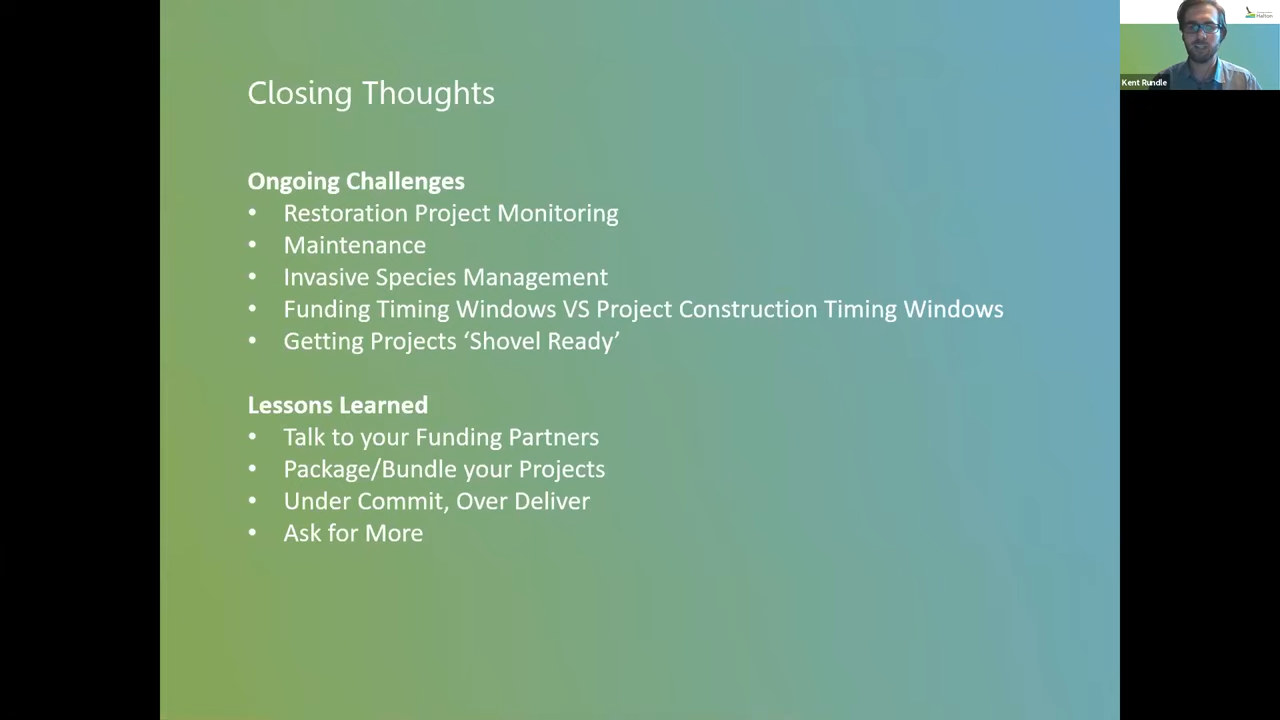 Closing Thoughts
Ongoing Challenges
• Restoration Project Monitoring
• Maintenance
• Invasive Species Management
• Funding Timing Windows VS Project Construction Timing Windows
• Getting Projects ‘Shovel Ready’
Lessons Learned
• Talk to your Funding Partners
• Package/Bundle your Projects
• Under Commit, Over Deliver
• Ask for More
Halton
Kent Rundle